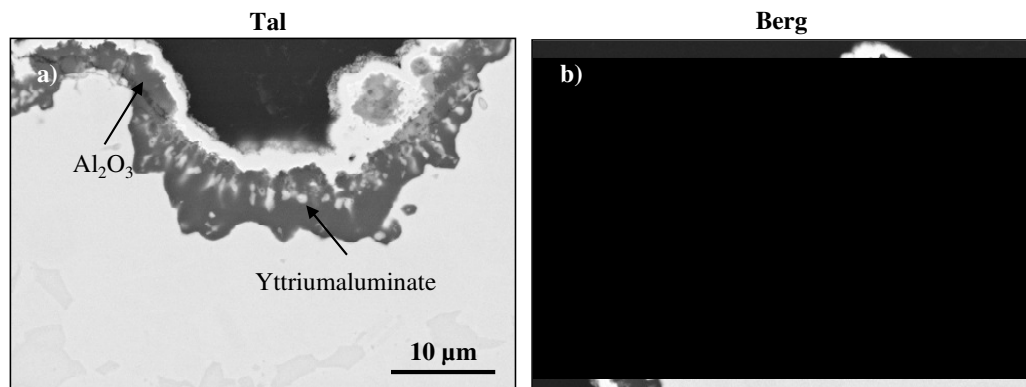 Tal
Berg
a)
b)
Al₂O₃
Yttriumaluminate
10 µm